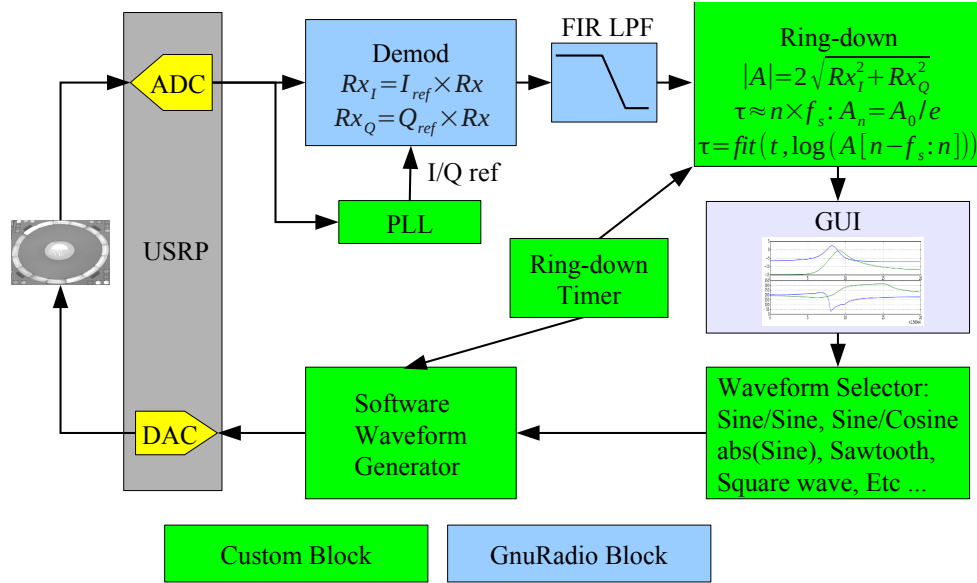 FIR LPF
ADC
Demod
Rx_I=I_ref×Rx
Rx_Q=Q_ref×Rx
Ring-down
|A|=2√(Rx_I^2+Rx_Q^2)
τ≈n×f_s:A_n=A_0/e
τ=fit(t,log(A[n−f_s:n]))
I/Q ref
PLL
USRP
GUI
Ring-down
Timer
DAC
Software
Waveform
Generator
Waveform Selector:
Sine/Sine, Sine/Cosine
abs(Sine), Sawtooth,
Square wave, Etc ...
Custom Block
GnuRadio Block